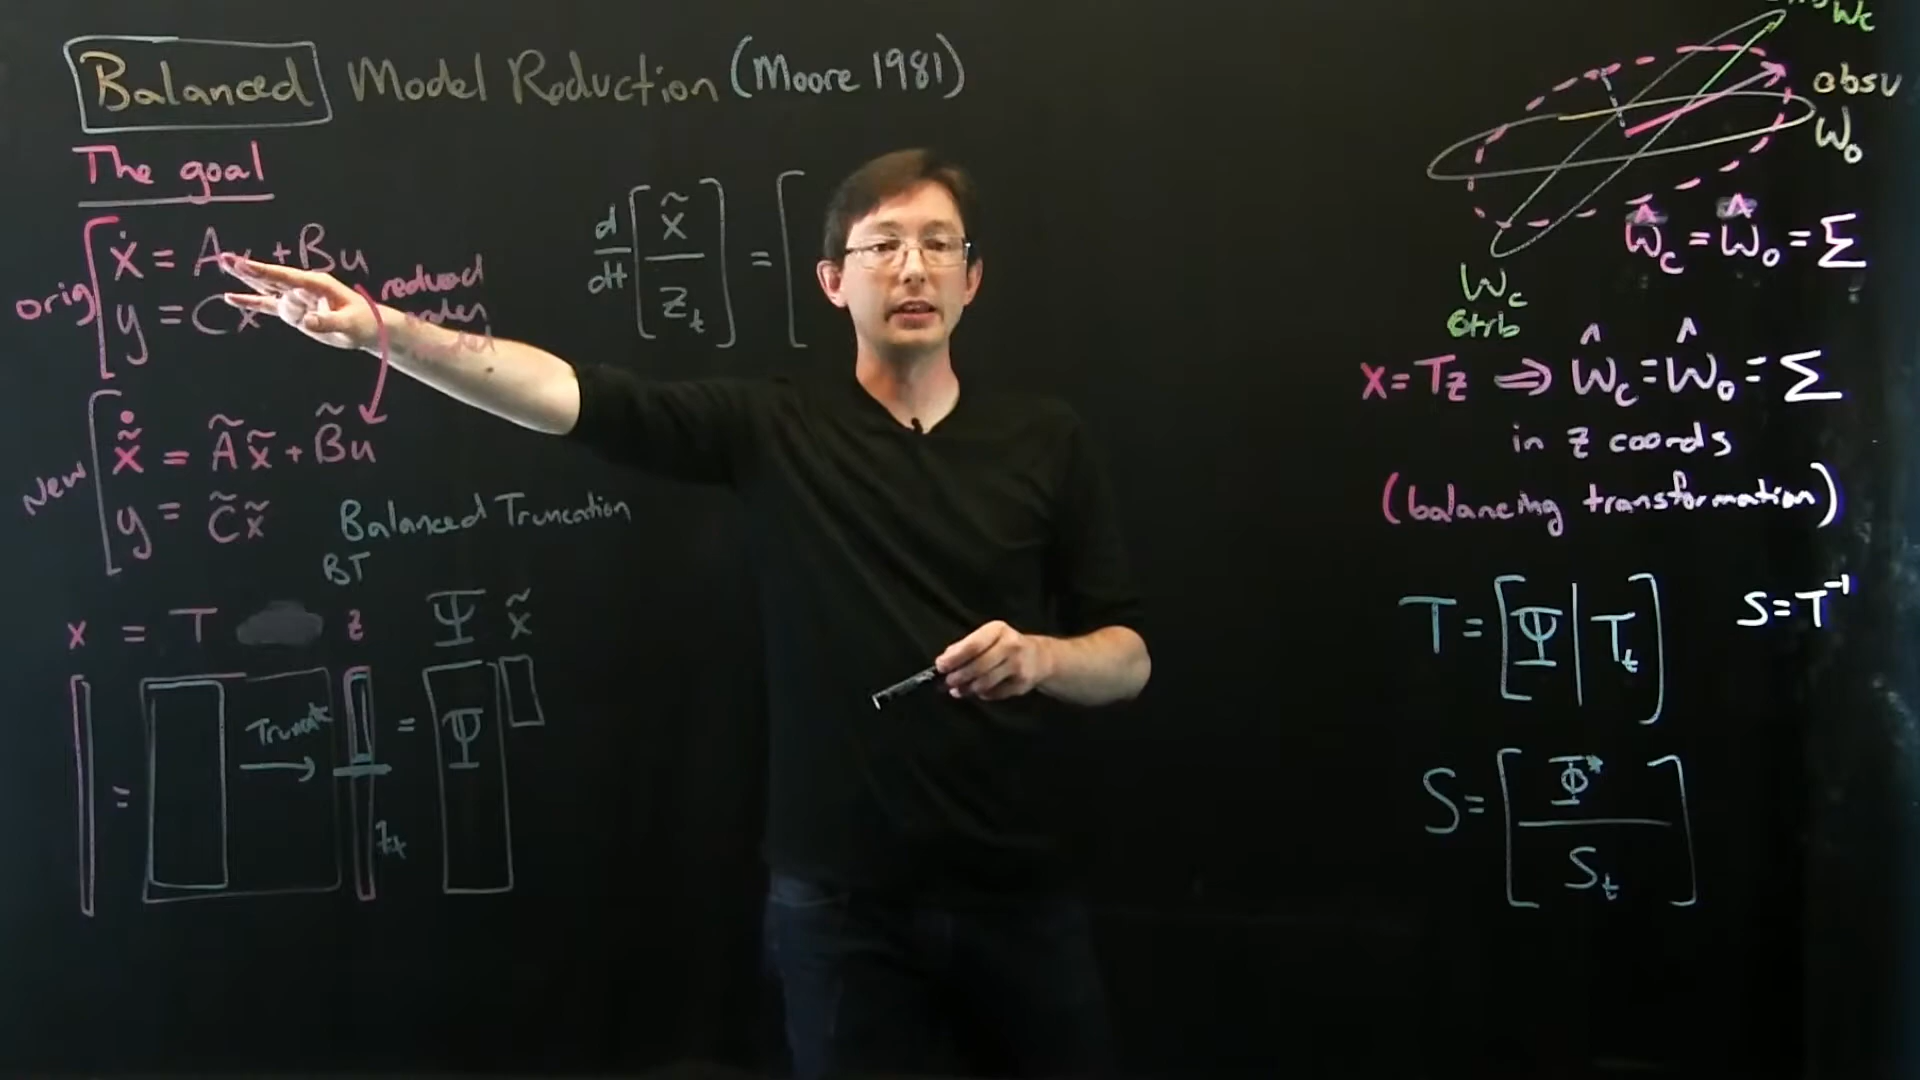 Balanced Model Reduction (Moore 1981)
The goal
orig
ẋ = Ax + Bu
y = Cx
reduced
order
model
New
x̃̇ = Ãx̃ + B̃u
y = C̃x̃
Balanced Truncation
BT
x = T z Ψ x̃
= Truncate → = Ψ
z_t
d/dt [x̃ / z_t] = [
W_c
obsv
W_o
Ŵ_c = Ŵ_o = Σ
W_c
ctrb
x = Tz ⇒ Ŵ_c = Ŵ_o = Σ
in z coords
(balancing transformation)
T = [Ψ | T_t] S = T⁻¹
S = [Φ* / S_t]